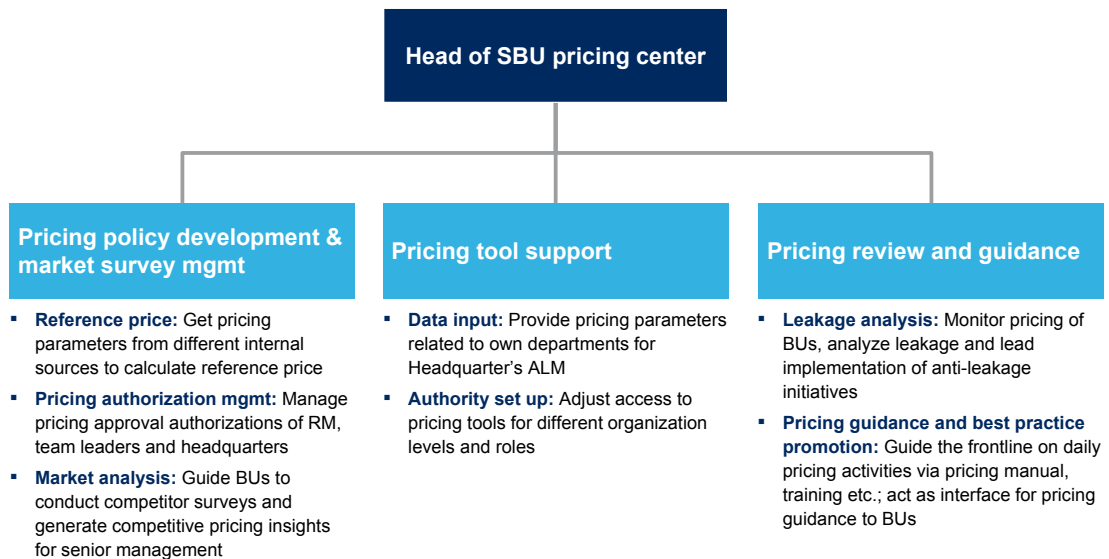 Head of SBU pricing center
Pricing policy development &
market survey mgmt
▪ Reference price: Get pricing
parameters from different internal
sources to calculate reference price
▪ Pricing authorization mgmt: Manage
pricing approval authorizations of RM,
team leaders and headquarters
▪ Market analysis: Guide BUs to
conduct competitor surveys and
generate competitive pricing insights
for senior management
Pricing tool support
▪ Data input: Provide pricing parameters
related to own departments for
Headquarter’s ALM
▪ Authority set up: Adjust access to
pricing tools for different organization
levels and roles
Pricing review and guidance
▪ Leakage analysis: Monitor pricing of
BUs, analyze leakage and lead
implementation of anti-leakage
initiatives
▪ Pricing guidance and best practice
promotion: Guide the frontline on daily
pricing activities via pricing manual,
training etc.; act as interface for pricing
guidance to BUs